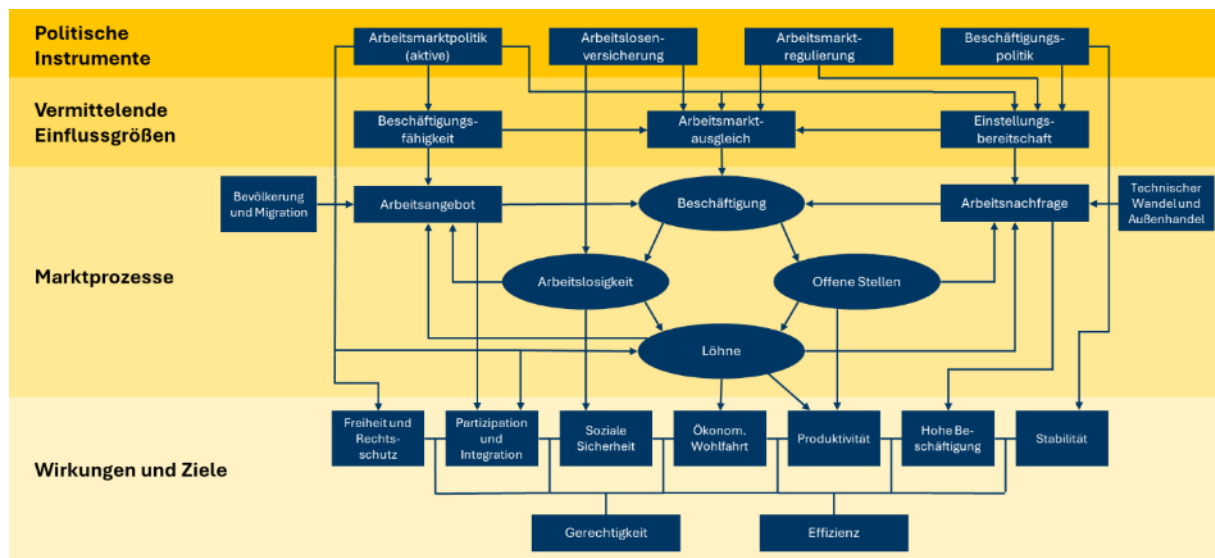 Politische
Instrumente
Arbeitsmarktpolitik
(aktive)
Arbeitslosen-
versicherung
Arbeitsmarkt-
regulierung
Beschäftigungs-
politik
Vermittelende
Einflussgrößen
Beschäftigungs-
fähigkeit
Arbeitsmarkt-
ausgleich
Einstellungs-
bereitschaft
Marktprozesse
Bevölkerung
und Migration
Arbeitsangebot
Beschäftigung
Arbeitsnachfrage
Technischer
Wandel und
Außenhandel
Arbeitslosigkeit
Offene Stellen
Löhne
Wirkungen und Ziele
Freiheit und
Rechts-
schutz
Partizipation
und
Integration
Soziale
Sicherheit
Ökonom.
Wohlfahrt
Produktivität
Hohe Be-
schäftigung
Stabilität
Gerechtigkeit
Effizienz